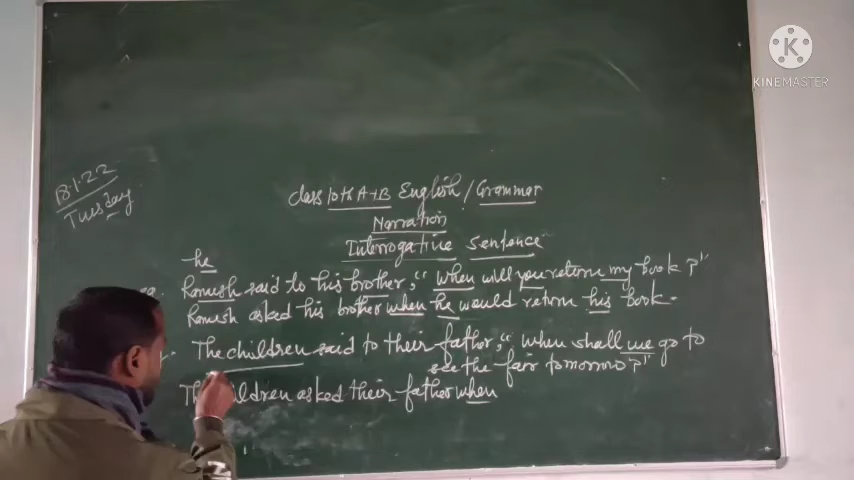 K
KINEMASTER
18.1.22
Tuesday
Class 10th A+B English / Grammar
Narration
Interrogative Sentence
he
Ramesh said to his brother, "when will you return my book ?"
Ramesh asked his brother when he would return his book.
The children said to their father, "when shall we go to
see the fair tomorrow ?"
The children asked their father when